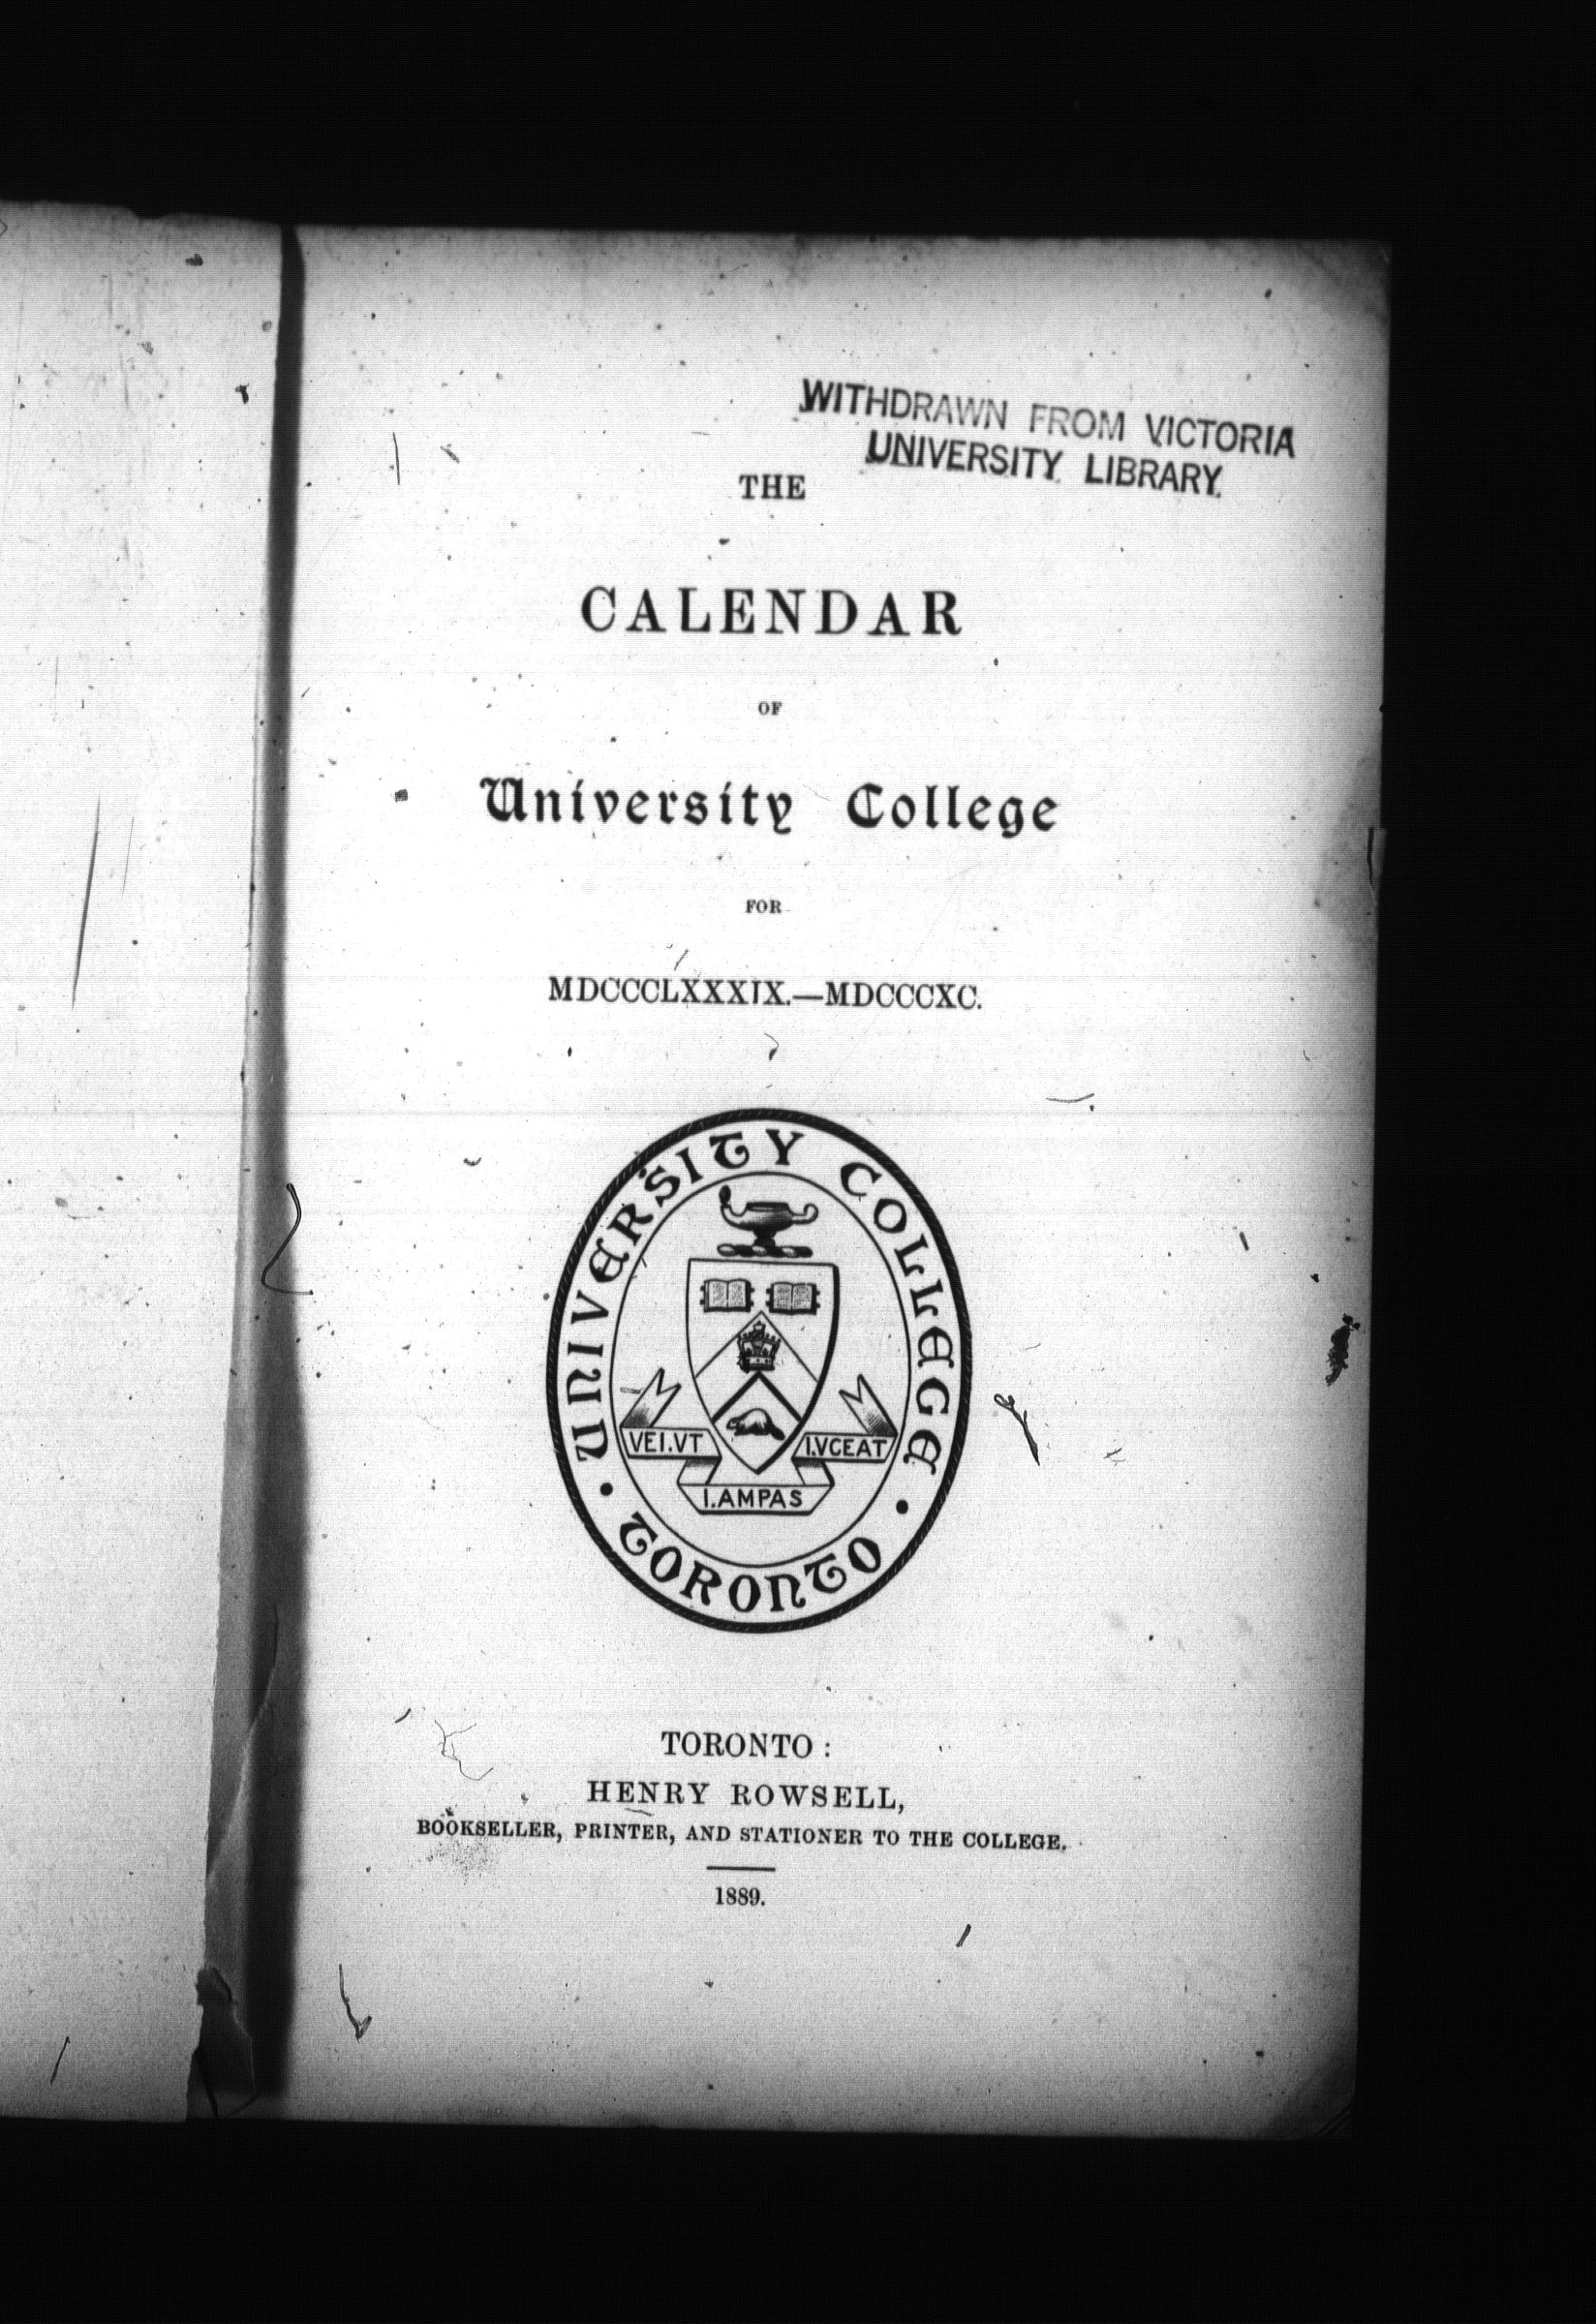 WITHDRAWN FROM VICTORIA
UNIVERSITY LIBRARY
THE
CALENDAR
OF
University College
FOR
MDCCCLXXXIX.—MDCCCXC.
UNIVERSITY COLLEGE
VEI.VT
I.VCEAT
I.AMPAS
• TORONTO •
TORONTO :
HENRY ROWSELL,
BOOKSELLER, PRINTER, AND STATIONER TO THE COLLEGE.
1889.